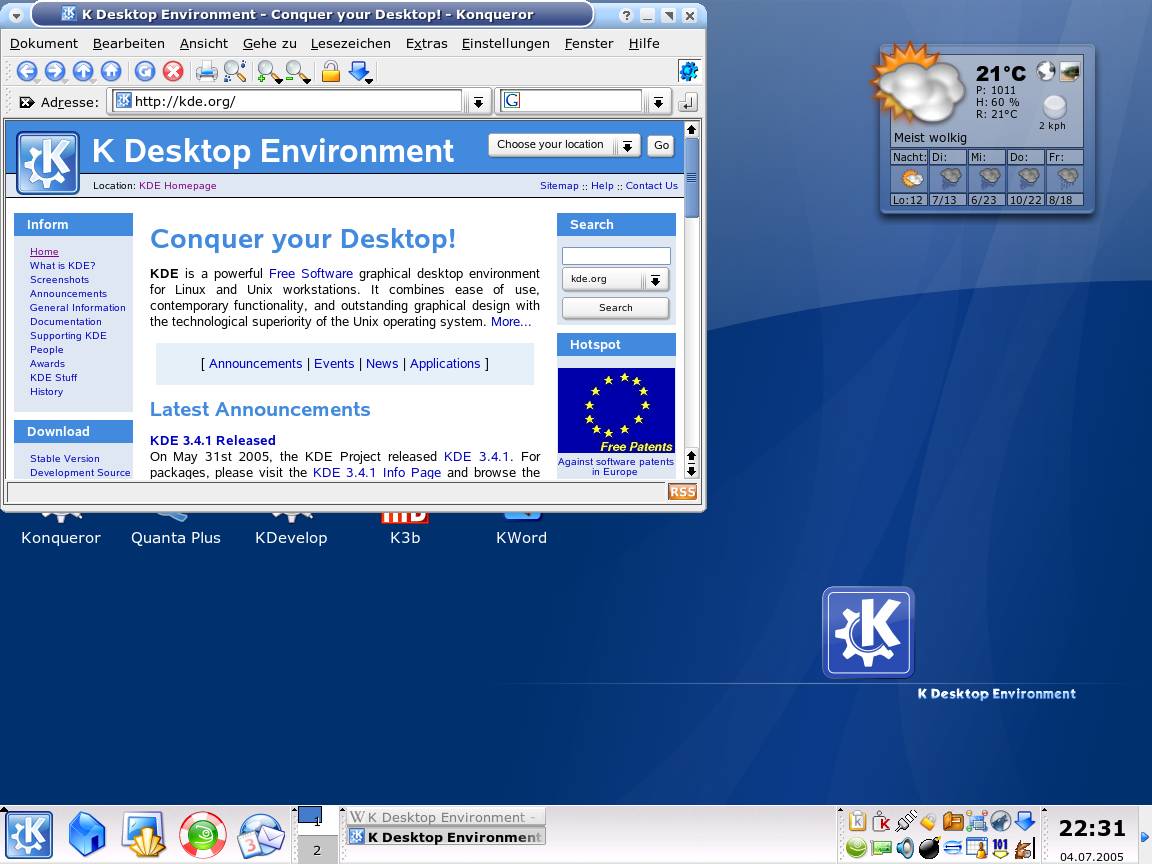 K Desktop Environment - Conquer your Desktop! - Konqueror
Dokument Bearbeiten Ansicht Gehe zu Lesezeichen Extras Einstellungen Fenster Hilfe
Adresse: http://kde.org/
K Desktop Environment
Choose your location Go
Location: KDE Homepage
Sitemap :: Help :: Contact Us
Inform
Home
What is KDE?
Screenshots
Announcements
General Information
Documentation
Supporting KDE
People
Awards
KDE Stuff
History
Download
Stable Version
Development Source
Conquer your Desktop!
KDE is a powerful Free Software graphical desktop environment
for Linux and Unix workstations. It combines ease of use,
contemporary functionality, and outstanding graphical design with
the technological superiority of the Unix operating system. More...
[ Announcements | Events | News | Applications ]
Latest Announcements
KDE 3.4.1 Released
On May 31st 2005, the KDE Project released KDE 3.4.1. For
packages, please visit the KDE 3.4.1 Info Page and browse the
Search
kde.org
Search
Hotspot
Free Patents
Against software patents
in Europe
RSS
21°C
P: 1011
H: 60 %
R: 21°C
2 kph
Meist wolkig
Nacht: Di: Mi: Do: Fr:
Lo:12 7/13 6/23 10/22 8/18
Konqueror Quanta Plus KDevelop K3b KWord
K Desktop Environment
1
2
K Desktop Environment -
K Desktop Environment
101
22:31
04.07.2005